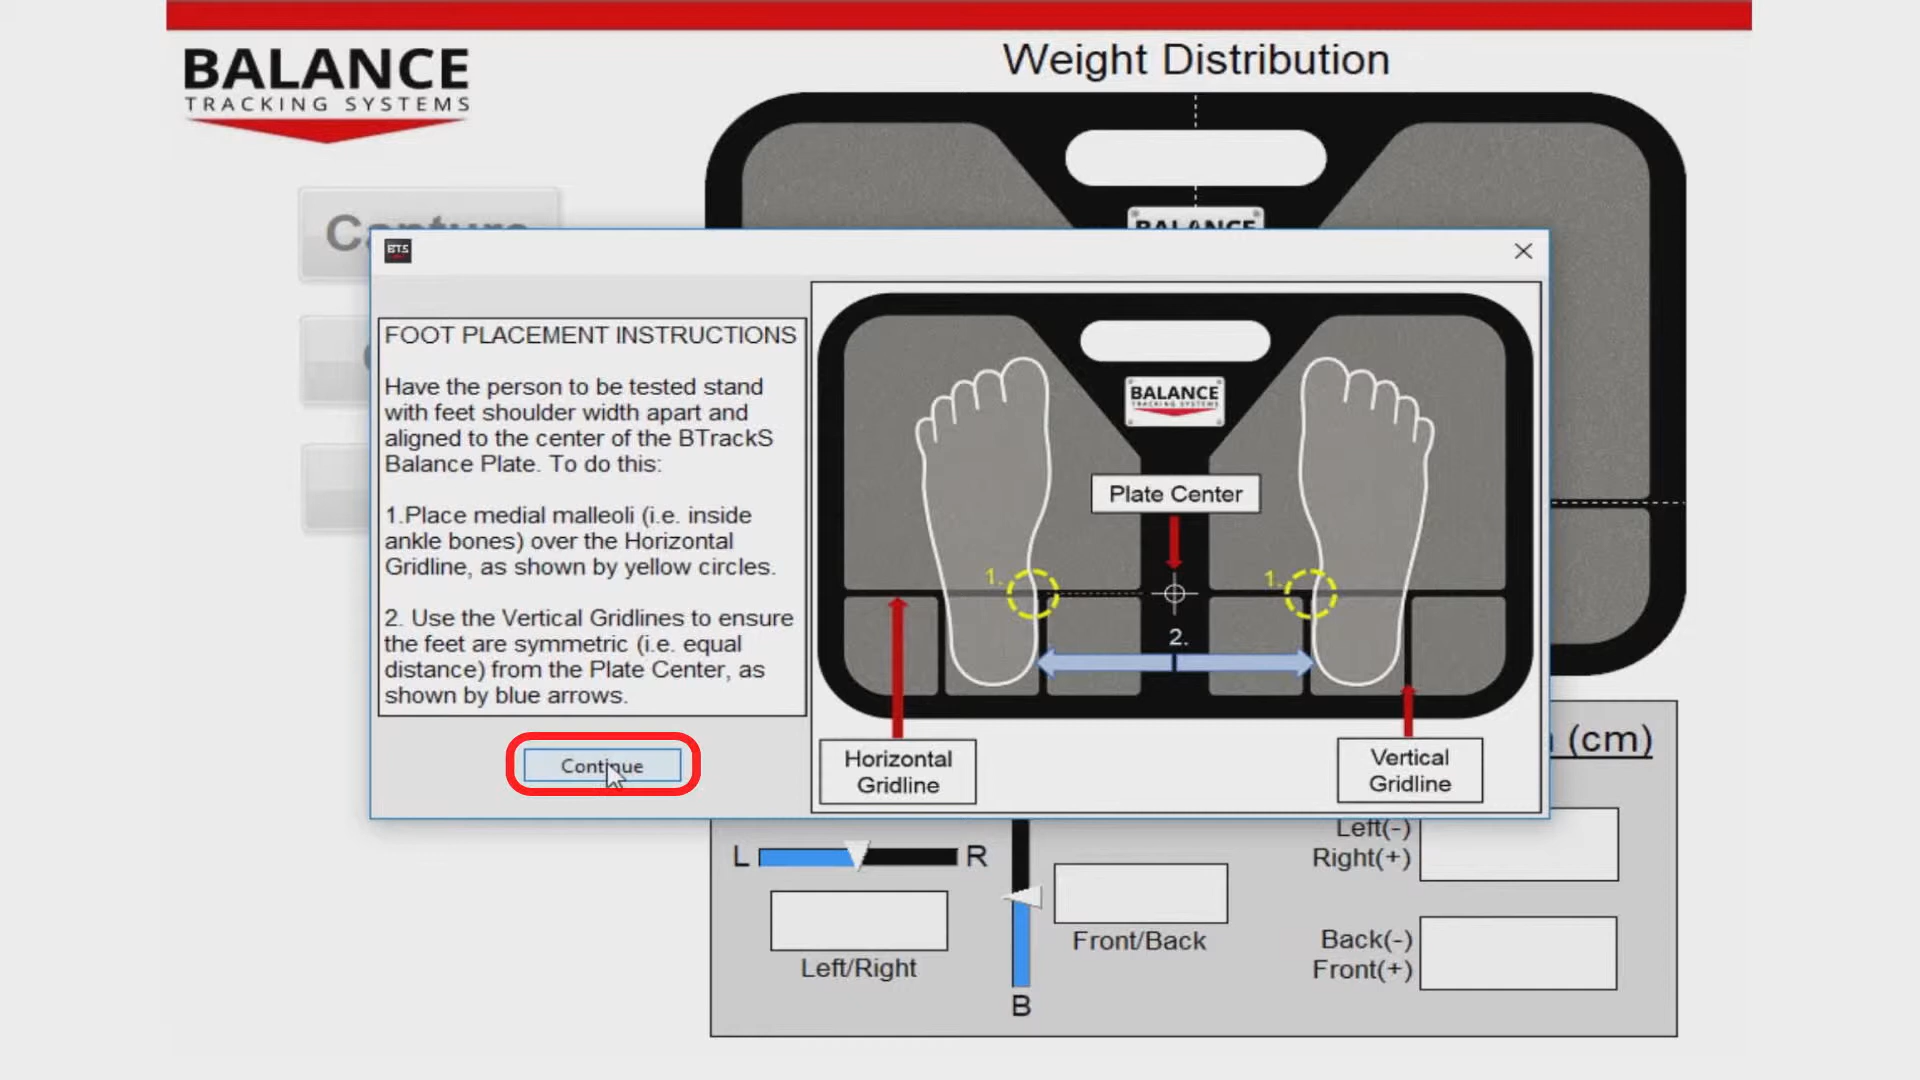 BALANCE
TRACKING SYSTEMS
Weight Distribution
BALANCE
BTS
FOOT PLACEMENT INSTRUCTIONS
Have the person to be tested stand
with feet shoulder width apart and
aligned to the center of the BTrackS
Balance Plate. To do this:
1.Place medial malleoli (i.e. inside
ankle bones) over the Horizontal
Gridline, as shown by yellow circles.
2. Use the Vertical Gridlines to ensure
the feet are symmetric (i.e. equal
distance) from the Plate Center, as
shown by blue arrows.
Continue
BALANCE
TRACKING SYSTEMS
Plate Center
1.
1.
2.
Horizontal
Gridline
Vertical
Gridline
(cm)
L
R
Left/Right
Front/Back
B
Left(-)
Right(+)
Back(-)
Front(+)